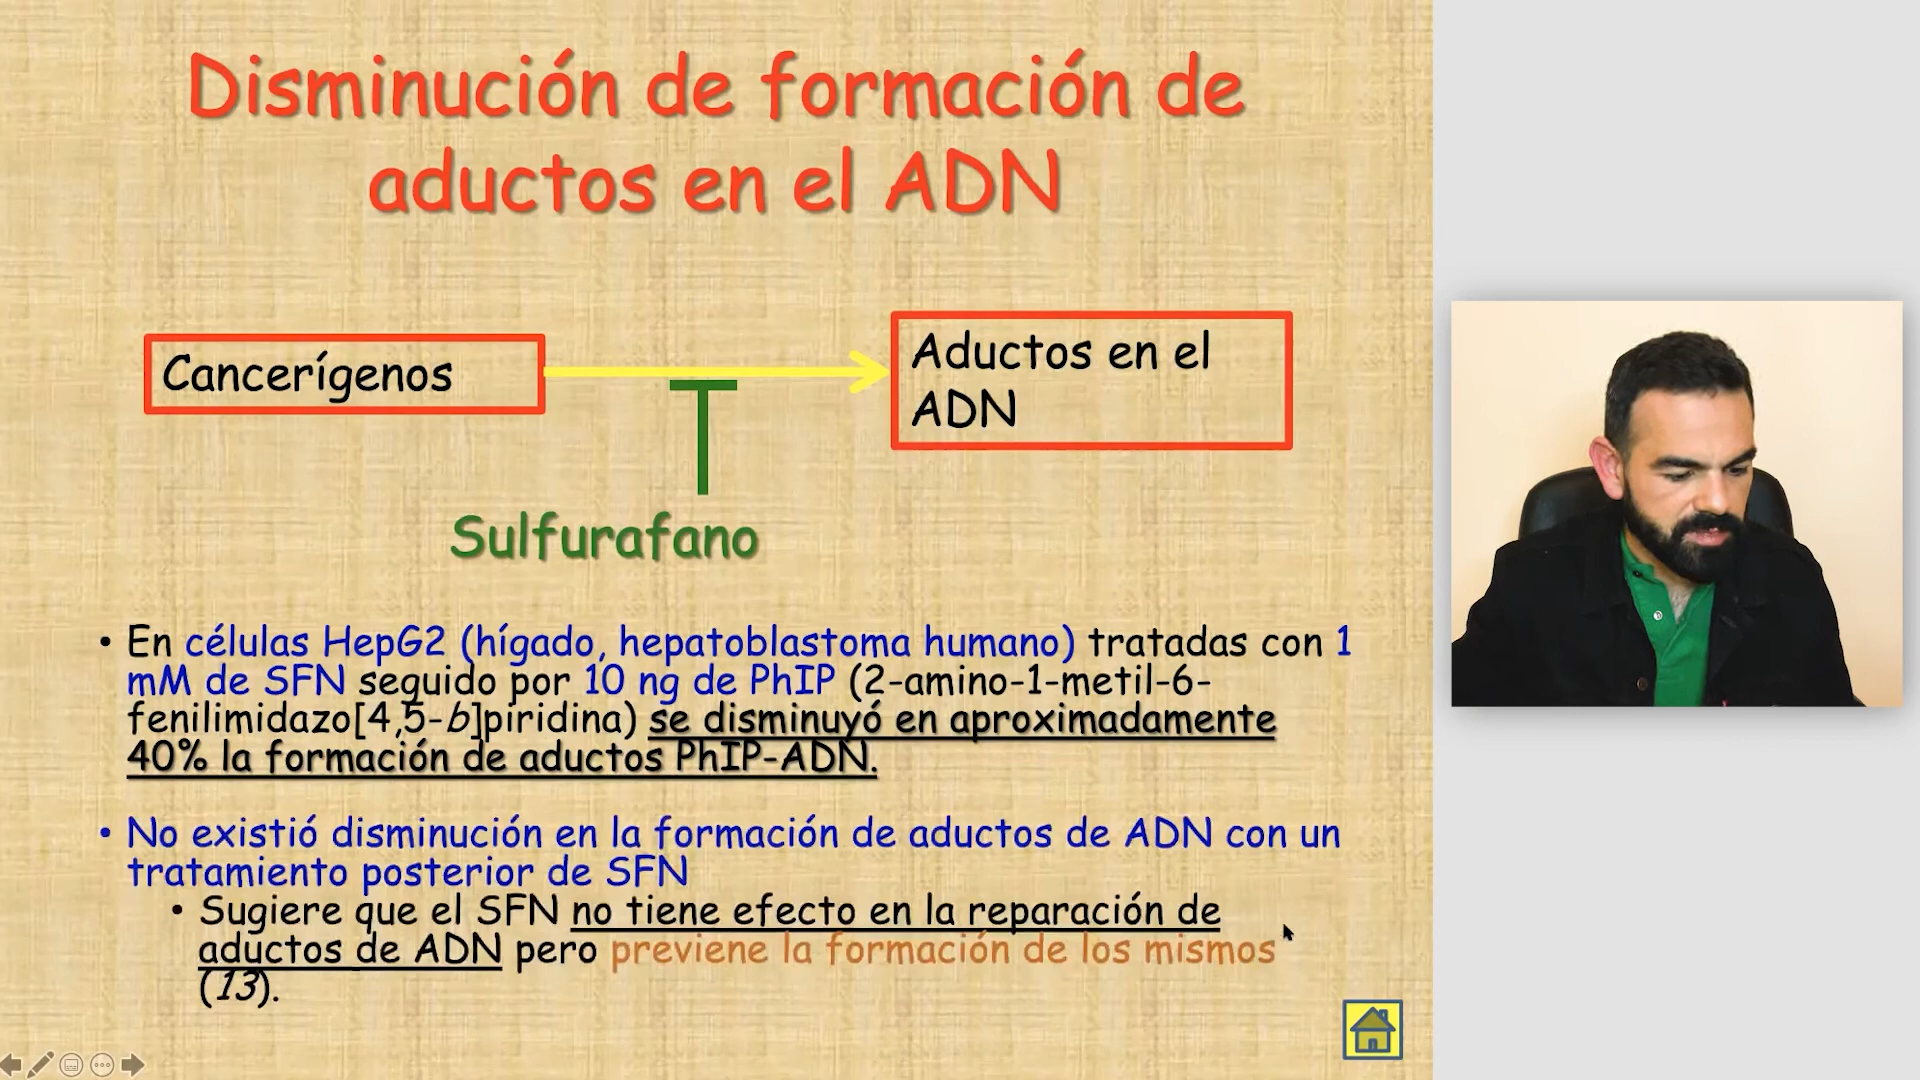 Disminución de formación de
aductos en el ADN
Cancerígenos
Aductos en el
ADN
Sulfurafano
• En células HepG2 (hígado, hepatoblastoma humano) tratadas con 1
mM de SFN seguido por 10 ng de PhIP (2-amino-1-metil-6-
fenilimidazo[4,5-b]piridina) se disminuyó en aproximadamente
40% la formación de aductos PhIP-ADN.
• No existió disminución en la formación de aductos de ADN con un
tratamiento posterior de SFN
• Sugiere que el SFN no tiene efecto en la reparación de
aductos de ADN pero previene la formación de los mismos
(13).